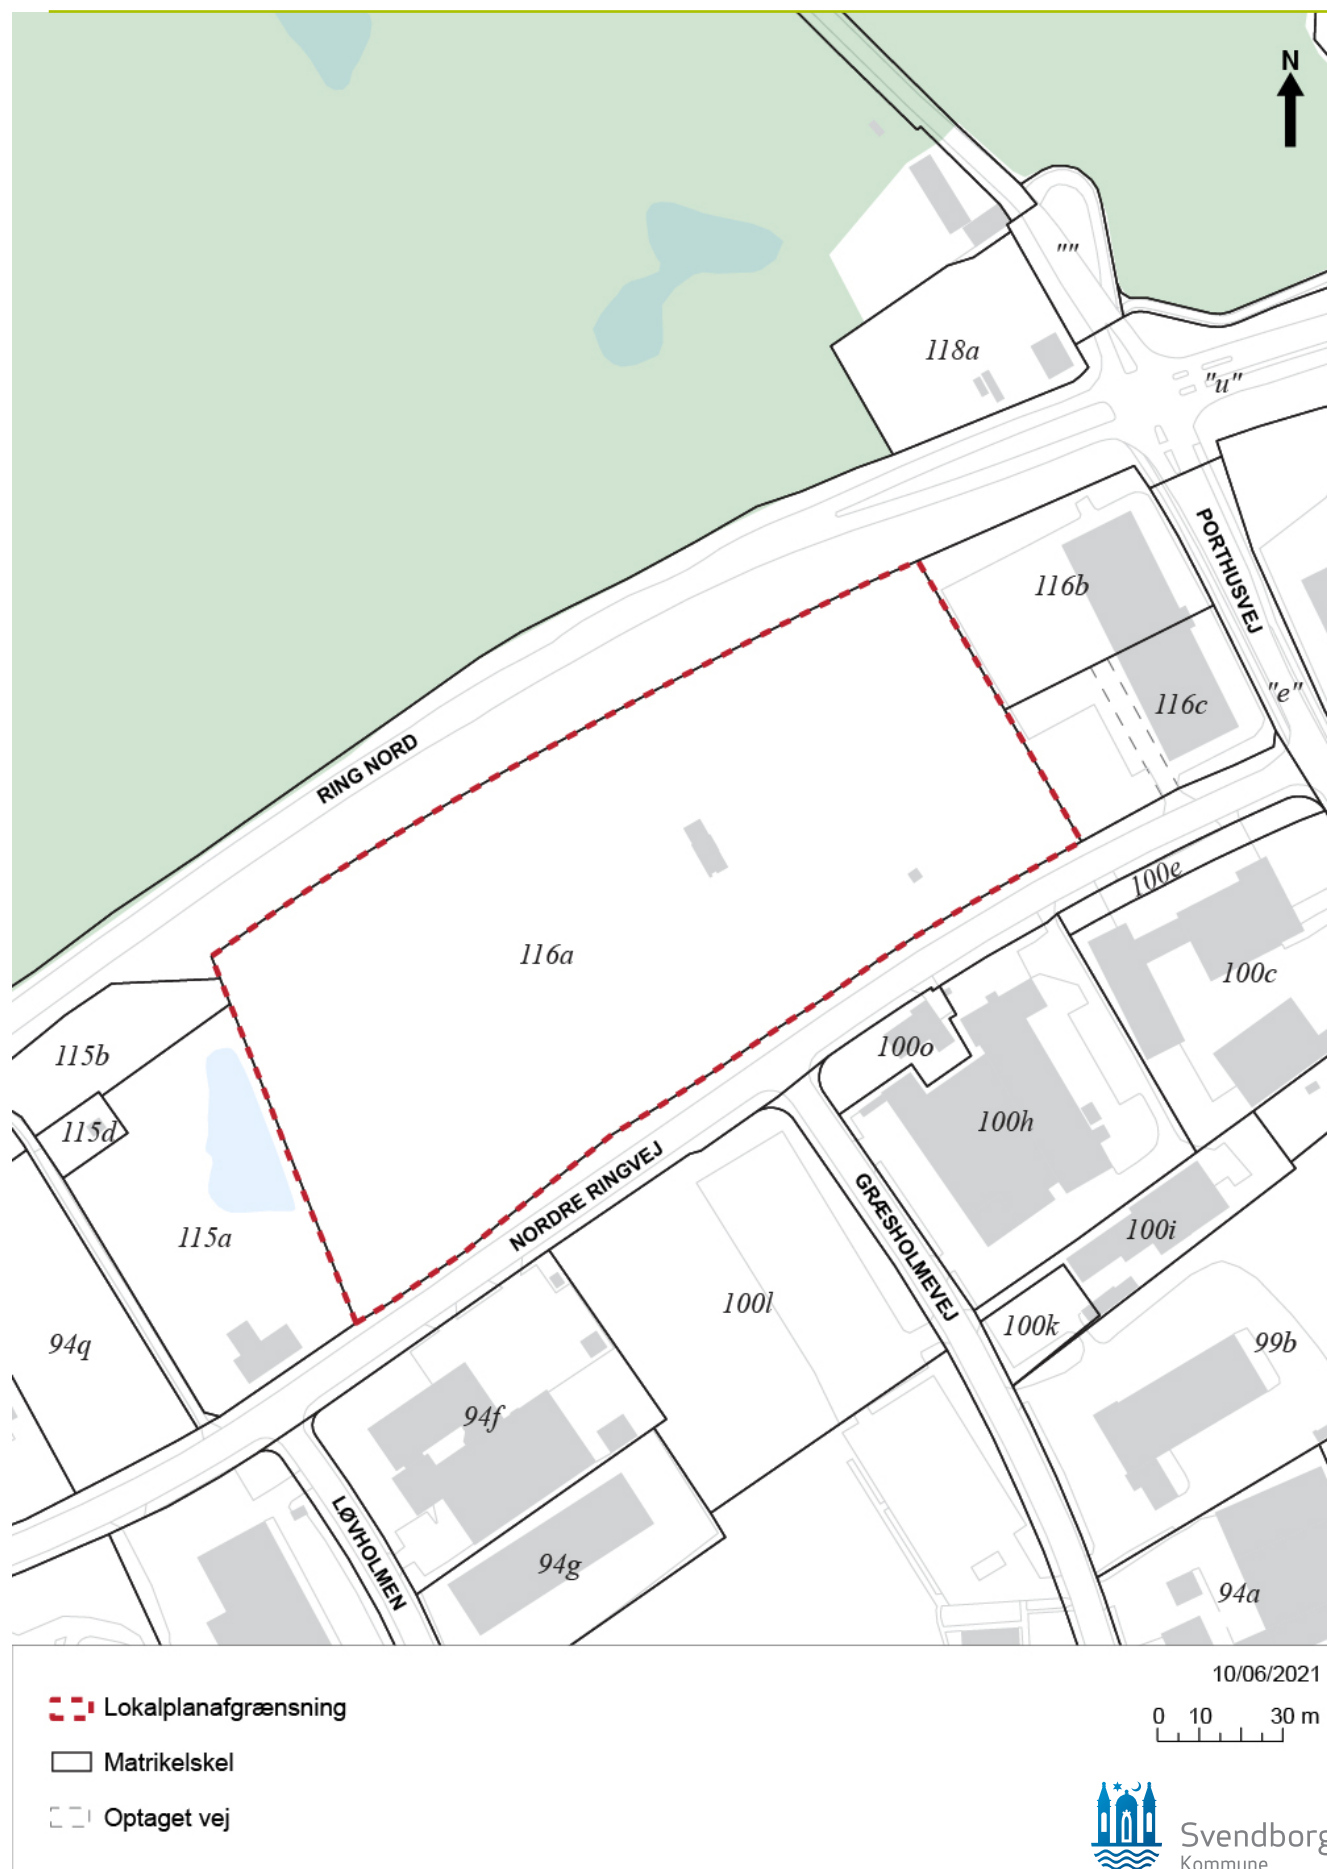 N
""
118a
"u"
PORTHUSVEJ
116b
"e"
116c
RING NORD
100e
116a
100c
115b
100o
115d
100h
NORDRE RINGVEJ
GRÆSHOLMEVEJ
115a
100i
100l
100k
94q
99b
94f
LØVHOLMEN
94g
94a
10/06/2021
Lokalplanafgrænsning
0 10 30 m
Matrikelskel
Optaget vej
Svendborg
Kommune